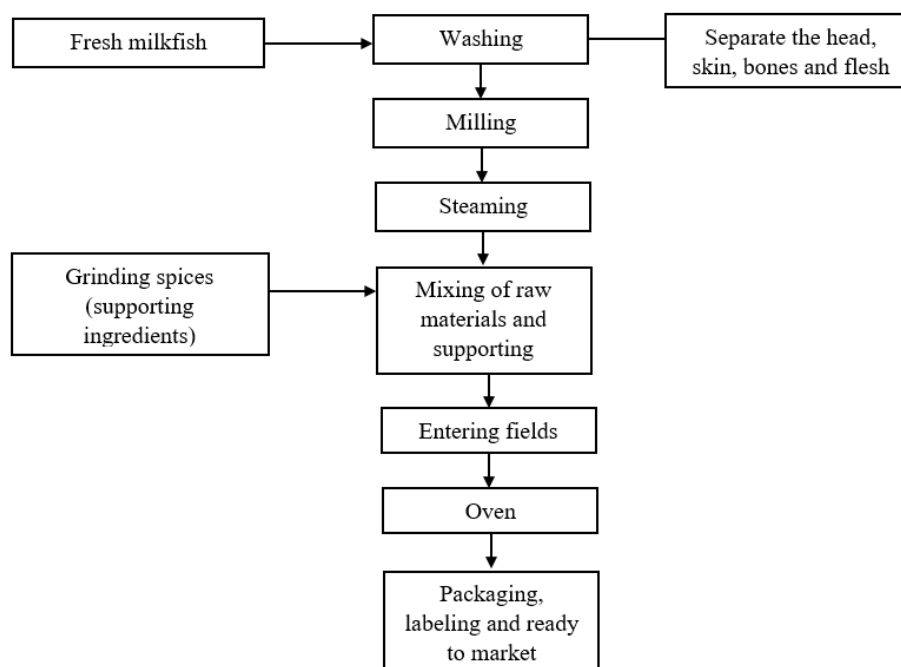 Fresh milkfish
Washing
Separate the head,
skin, bones and flesh
Milling
Steaming
Grinding spices
(supporting
ingredients)
Mixing of raw
materials and
supporting
Entering fields
Oven
Packaging,
labeling and ready
to market